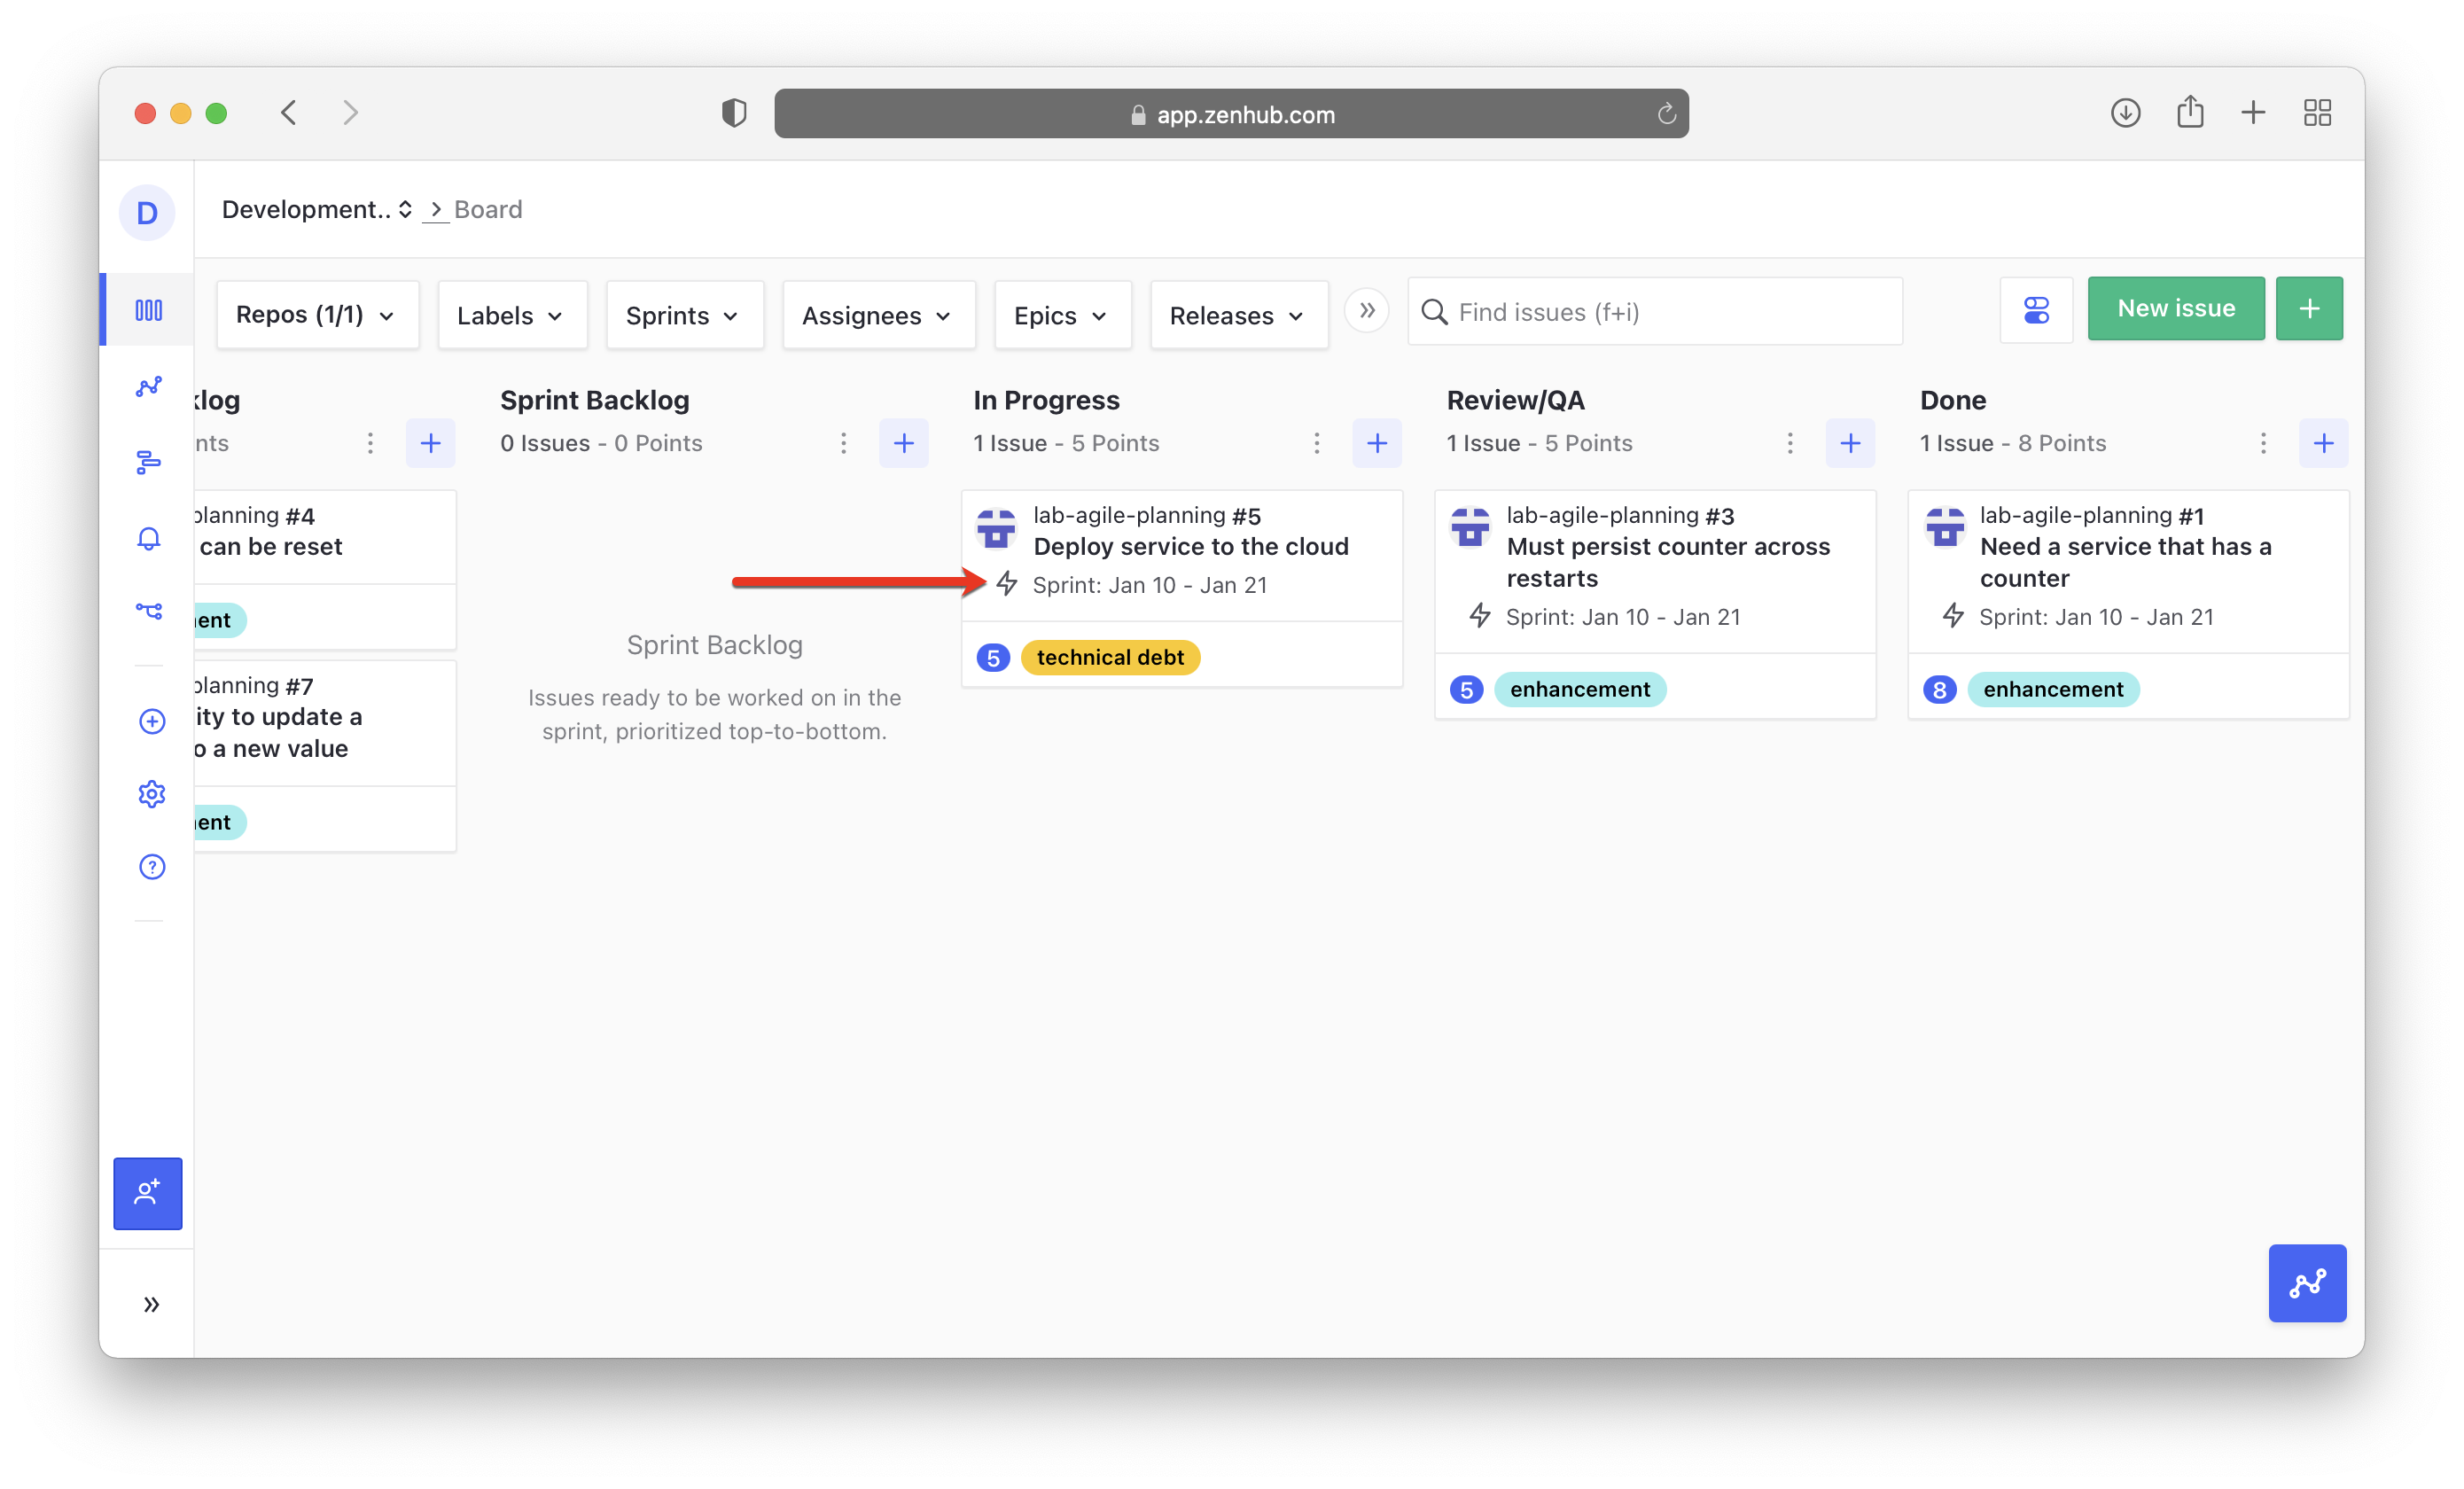 app.zenhub.com
D
Development.. > Board
Repos (1/1)
Labels
Sprints
Assignees
Epics
Releases
Find issues (f+i)
New issue
klog
nts
planning #4
can be reset
ent
planning #7
ity to update a
o a new value
ent
Sprint Backlog
0 Issues - 0 Points
Sprint Backlog
Issues ready to be worked on in the
sprint, prioritized top-to-bottom.
In Progress
1 Issue - 5 Points
lab-agile-planning #5
Deploy service to the cloud
Sprint: Jan 10 - Jan 21
5 technical debt
Review/QA
1 Issue - 5 Points
lab-agile-planning #3
Must persist counter across
restarts
Sprint: Jan 10 - Jan 21
5 enhancement
Done
1 Issue - 8 Points
lab-agile-planning #1
Need a service that has a
counter
Sprint: Jan 10 - Jan 21
8 enhancement